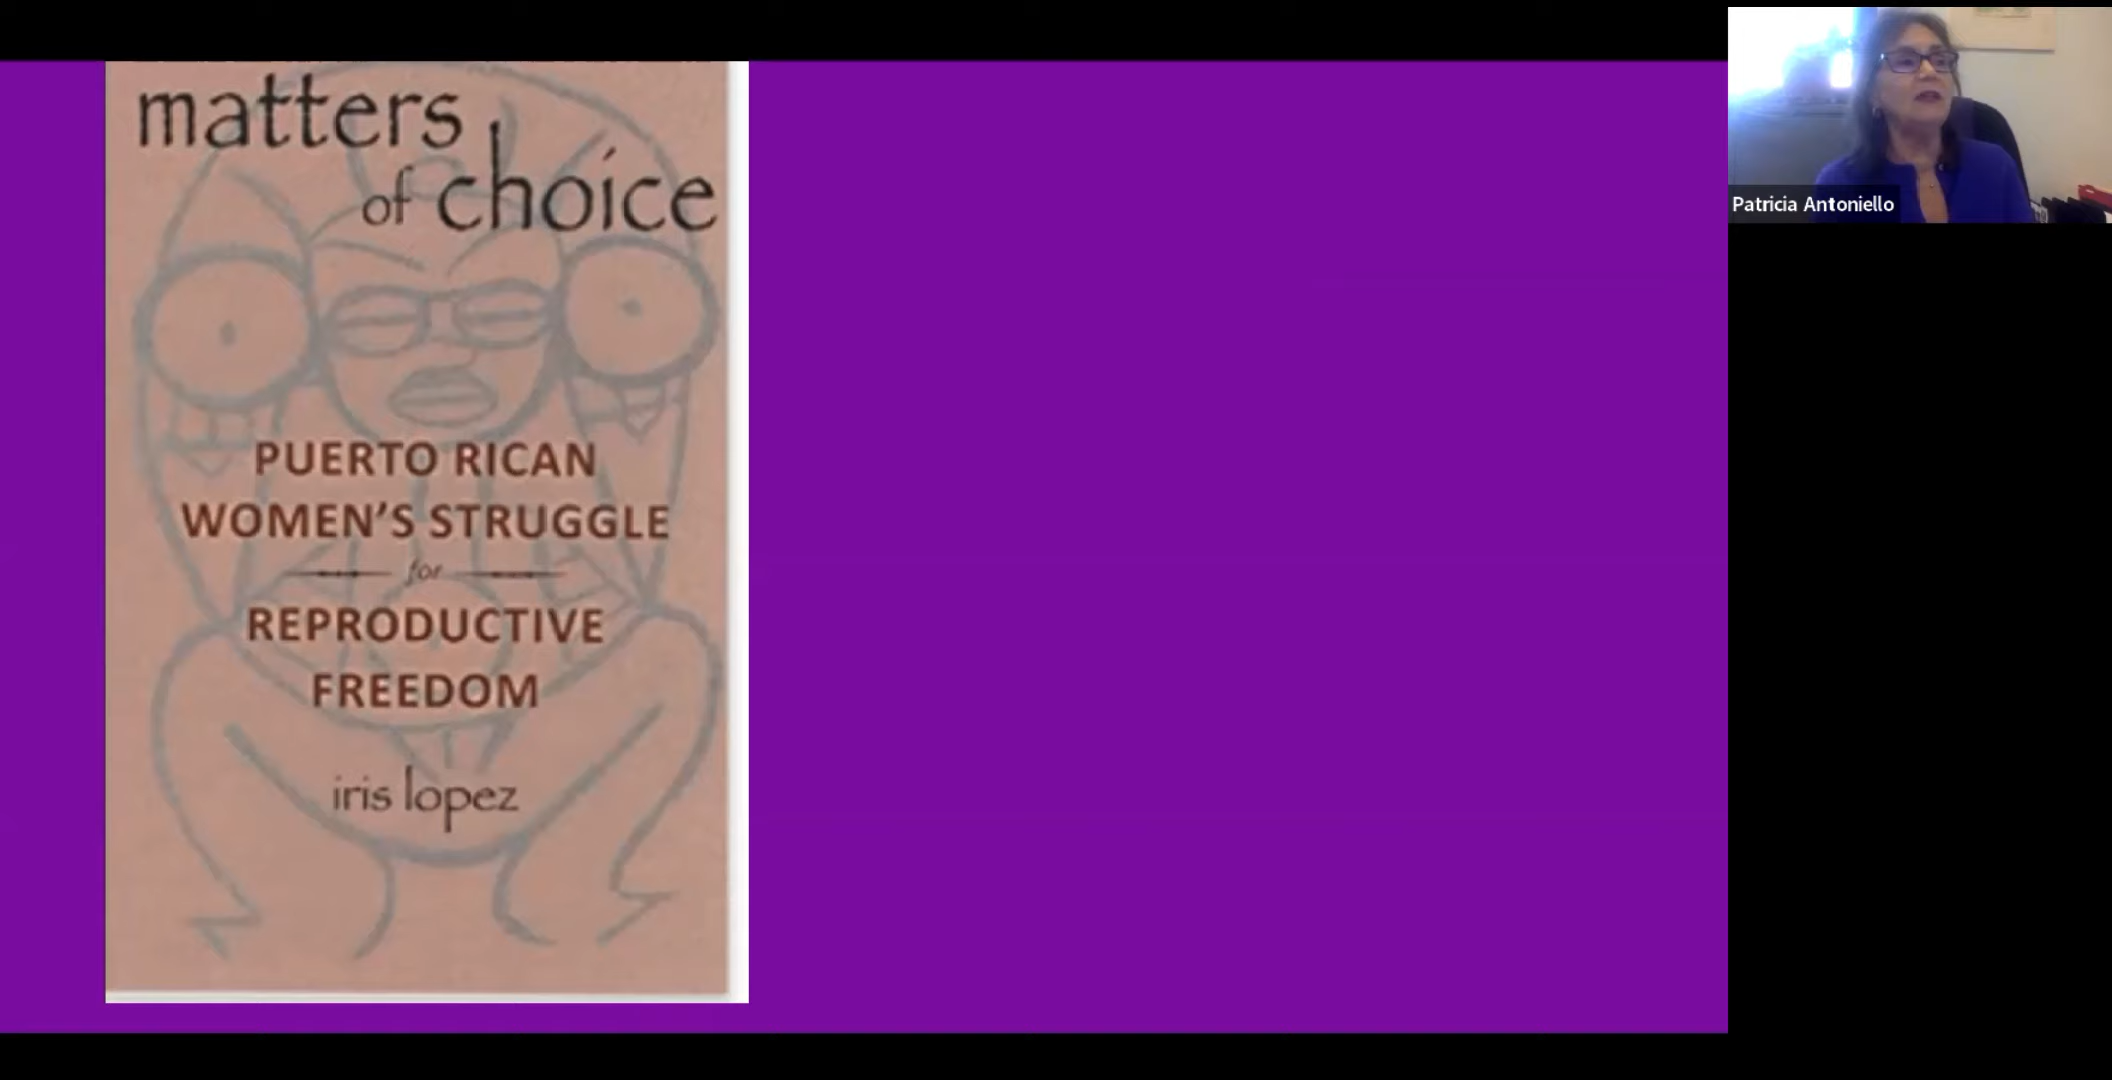 matters
of choice
PUERTO RICAN
WOMEN'S STRUGGLE
for
REPRODUCTIVE
FREEDOM
iris lopez
Patricia Antoniello